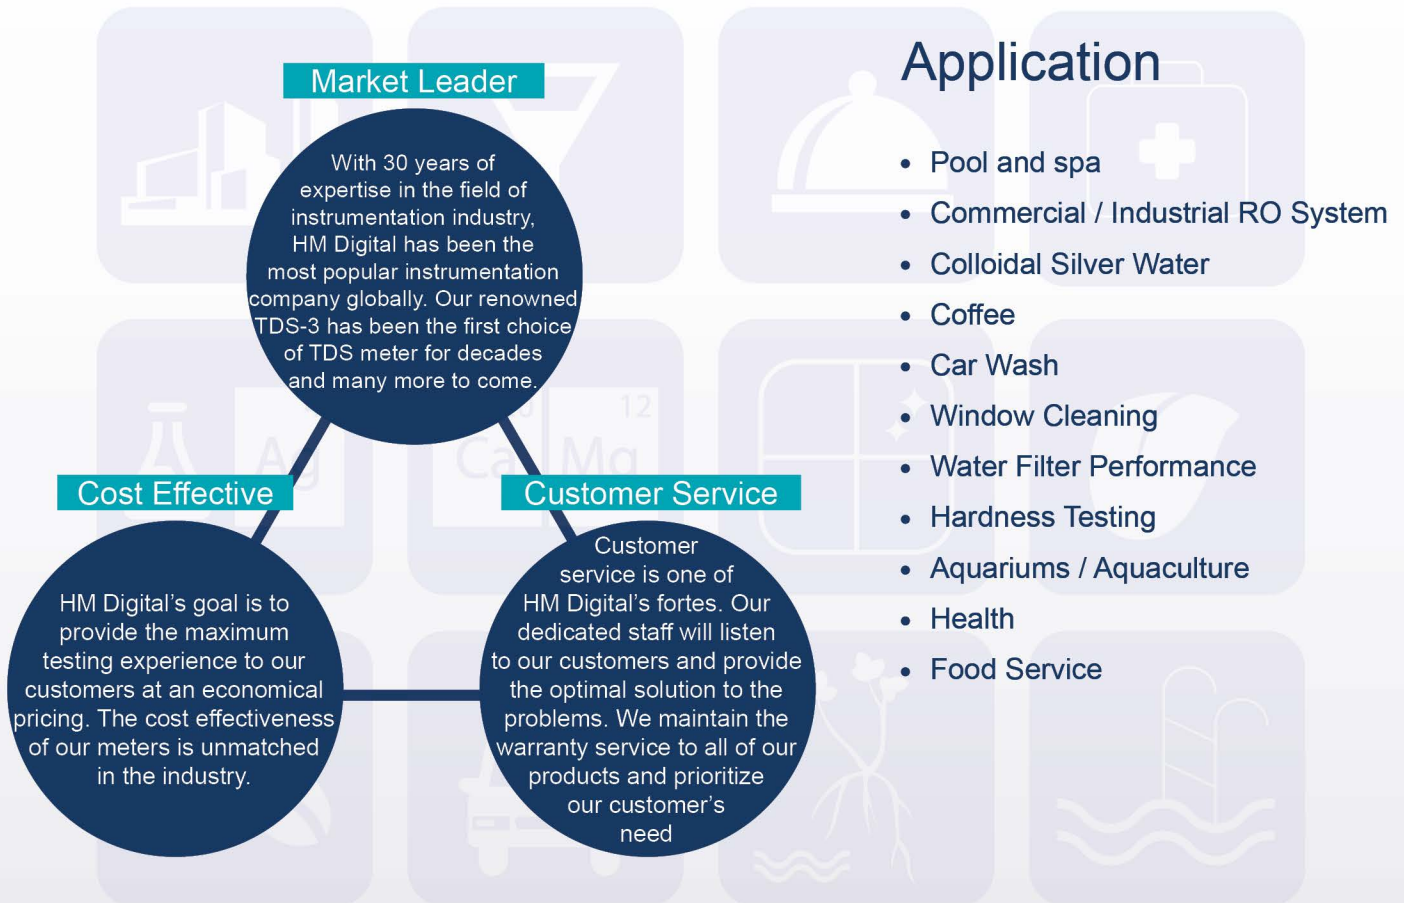 Market Leader
With 30 years of
expertise in the field of
instrumentation industry,
HM Digital has been the
most popular instrumentation
company globally. Our renowned
TDS-3 has been the first choice
of TDS meter for decades
and many more to come.
Cost Effective
HM Digital’s goal is to
provide the maximum
testing experience to our
customers at an economical
pricing. The cost effectiveness
of our meters is unmatched
in the industry.
Customer Service
Customer
service is one of
HM Digital’s fortes. Our
dedicated staff will listen
to our customers and provide
the optimal solution to the
problems. We maintain the
warranty service to all of our
products and prioritize
our customer’s
need
Application
• Pool and spa
• Commercial / Industrial RO System
• Colloidal Silver Water
• Coffee
• Car Wash
• Window Cleaning
• Water Filter Performance
• Hardness Testing
• Aquariums / Aquaculture
• Health
• Food Service
Ag
Ca
12
Mg